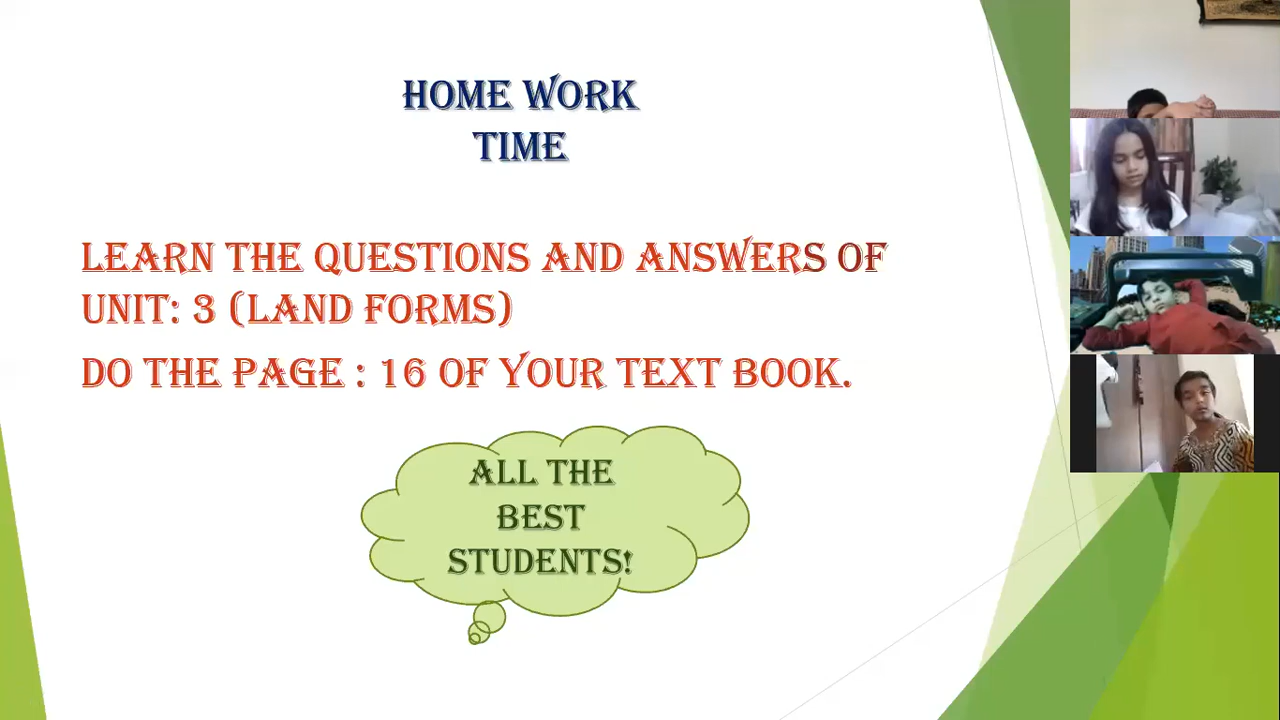 HOME WORK
TIME
LEARN THE QUESTIONS AND ANSWERS OF
UNIT: 3 (LAND FORMS)
DO THE PAGE : 16 OF YOUR TEXT BOOK.
ALL THE
BEST
STUDENTS!